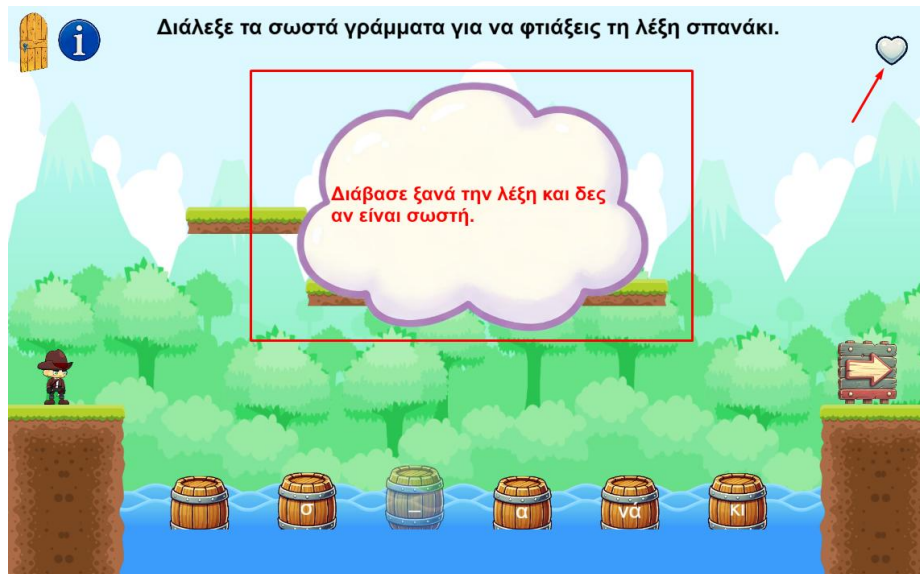 Διάλεξε τα σωστά γράμματα για να φτιάξεις τη λέξη σπανάκι.
i
Διάβασε ξανά την λέξη και δες
αν είναι σωστή.
σ _ α νά κι